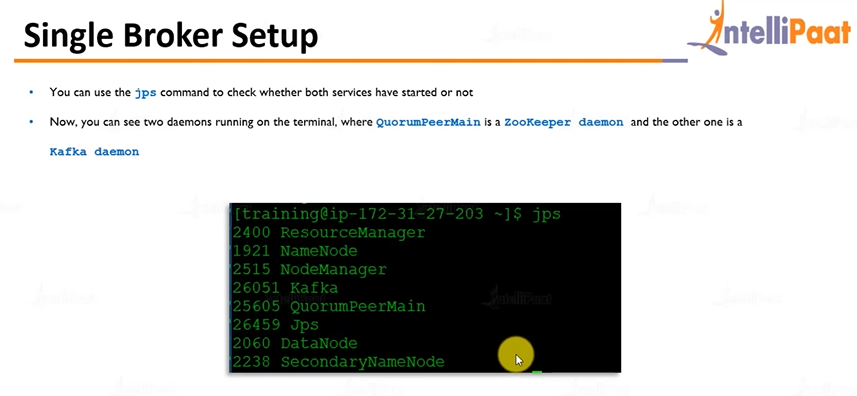 Single Broker Setup
IntelliPaat
• You can use the jps command to check whether both services have started or not
• Now, you can see two daemons running on the terminal, where QuorumPeerMain is a ZooKeeper daemon and the other one is a
Kafka daemon
[training@ip-172-31-27-203 ~]$ jps
2400 ResourceManager
1921 NameNode
2515 NodeManager
26051 Kafka
25605 QuorumPeerMain
26459 Jps
2060 DataNode
2238 SecondaryNameNode